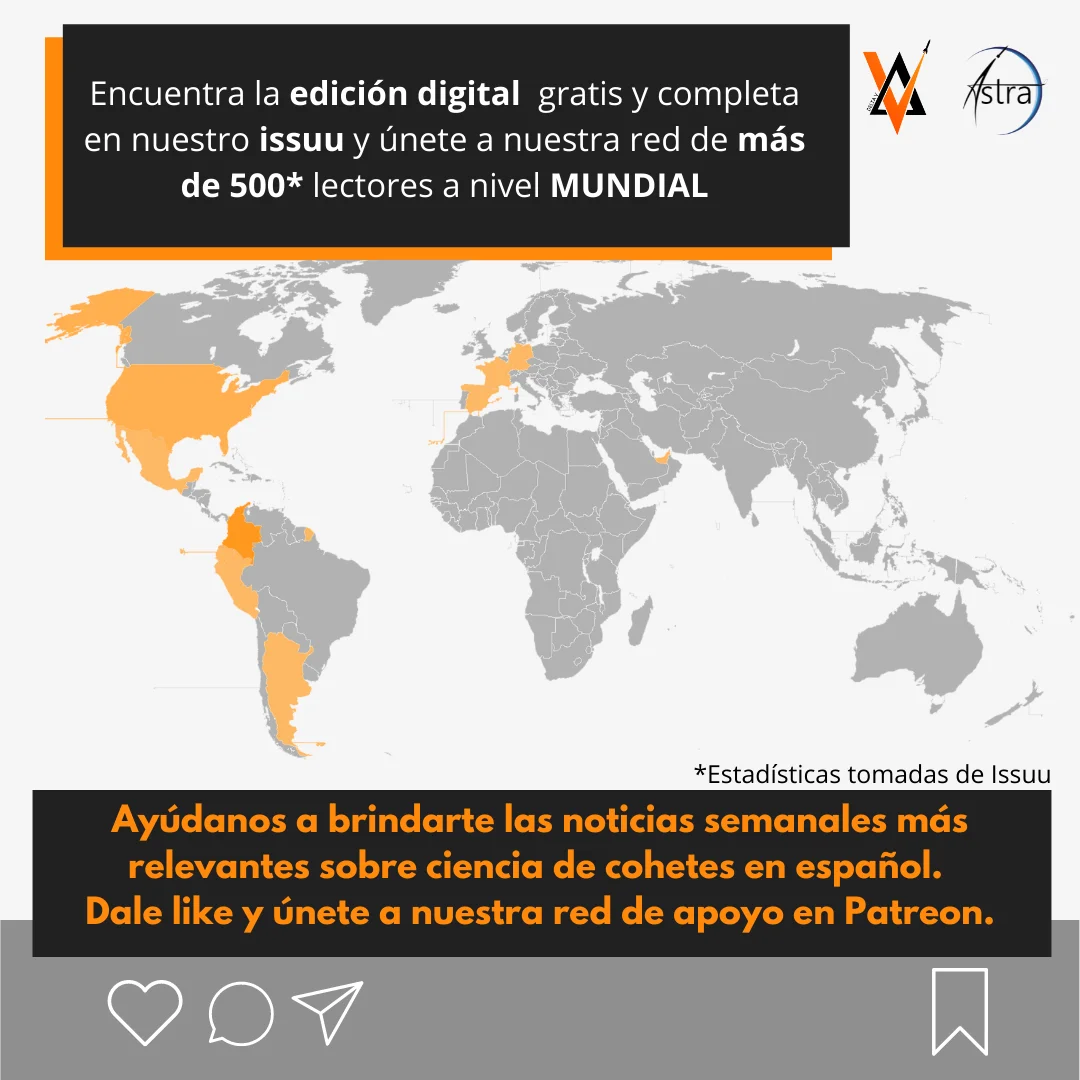 Encuentra la edición digital gratis y completa
en nuestro issuu y únete a nuestra red de más
de 500* lectores a nivel MUNDIAL
Astra
*Estadísticas tomadas de Issuu
Ayúdanos a brindarte las noticias semanales más
relevantes sobre ciencia de cohetes en español.
Dale like y únete a nuestra red de apoyo en Patreon.